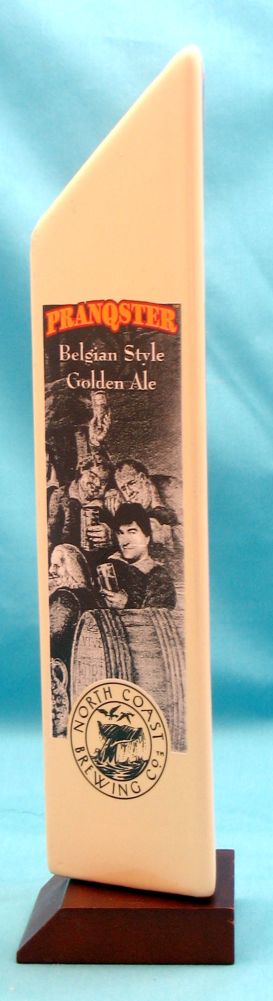 PRANQSTER
Belgian Style
Golden Ale
NORTH COAST
BREWING CO.